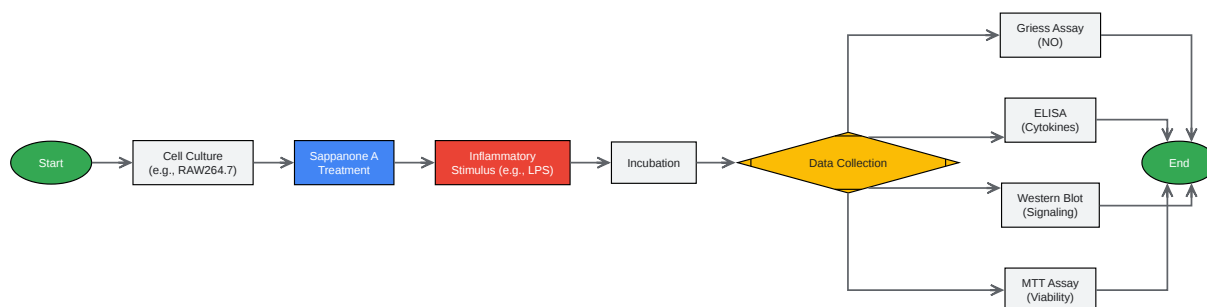 Start
Cell Culture
(e.g., RAW264.7)
Sappanone A
Treatment
Inflammatory
Stimulus (e.g., LPS)
Incubation
Data Collection
Griess Assay
(NO)
ELISA
(Cytokines)
Western Blot
(Signaling)
MTT Assay
(Viability)
End